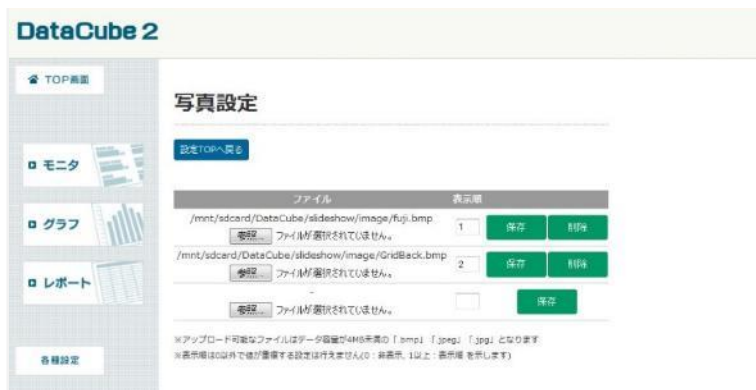 DataCube 2
TOP画面
写真設定
設定TOPへ戻る
モニタ
ファイル 表示順
/mnt/sdcard/DataCube/slideshow/image/fuji.bmp
参照... ファイルが選択されていません。 1 保存 削除
グラフ
/mnt/sdcard/DataCube/slideshow/image/GridBack.bmp
参照... ファイルが選択されていません。 2 保存 削除
レポート
-
参照... ファイルが選択されていません。 保存
※アップロード可能なファイルはデータ容量が4MB未満の「.bmp」「.jpeg」「.jpg」となります
※表示順は0以外で値が重複する設定は行えません(0:非表示、1以上:表示順 を示します)
各種設定